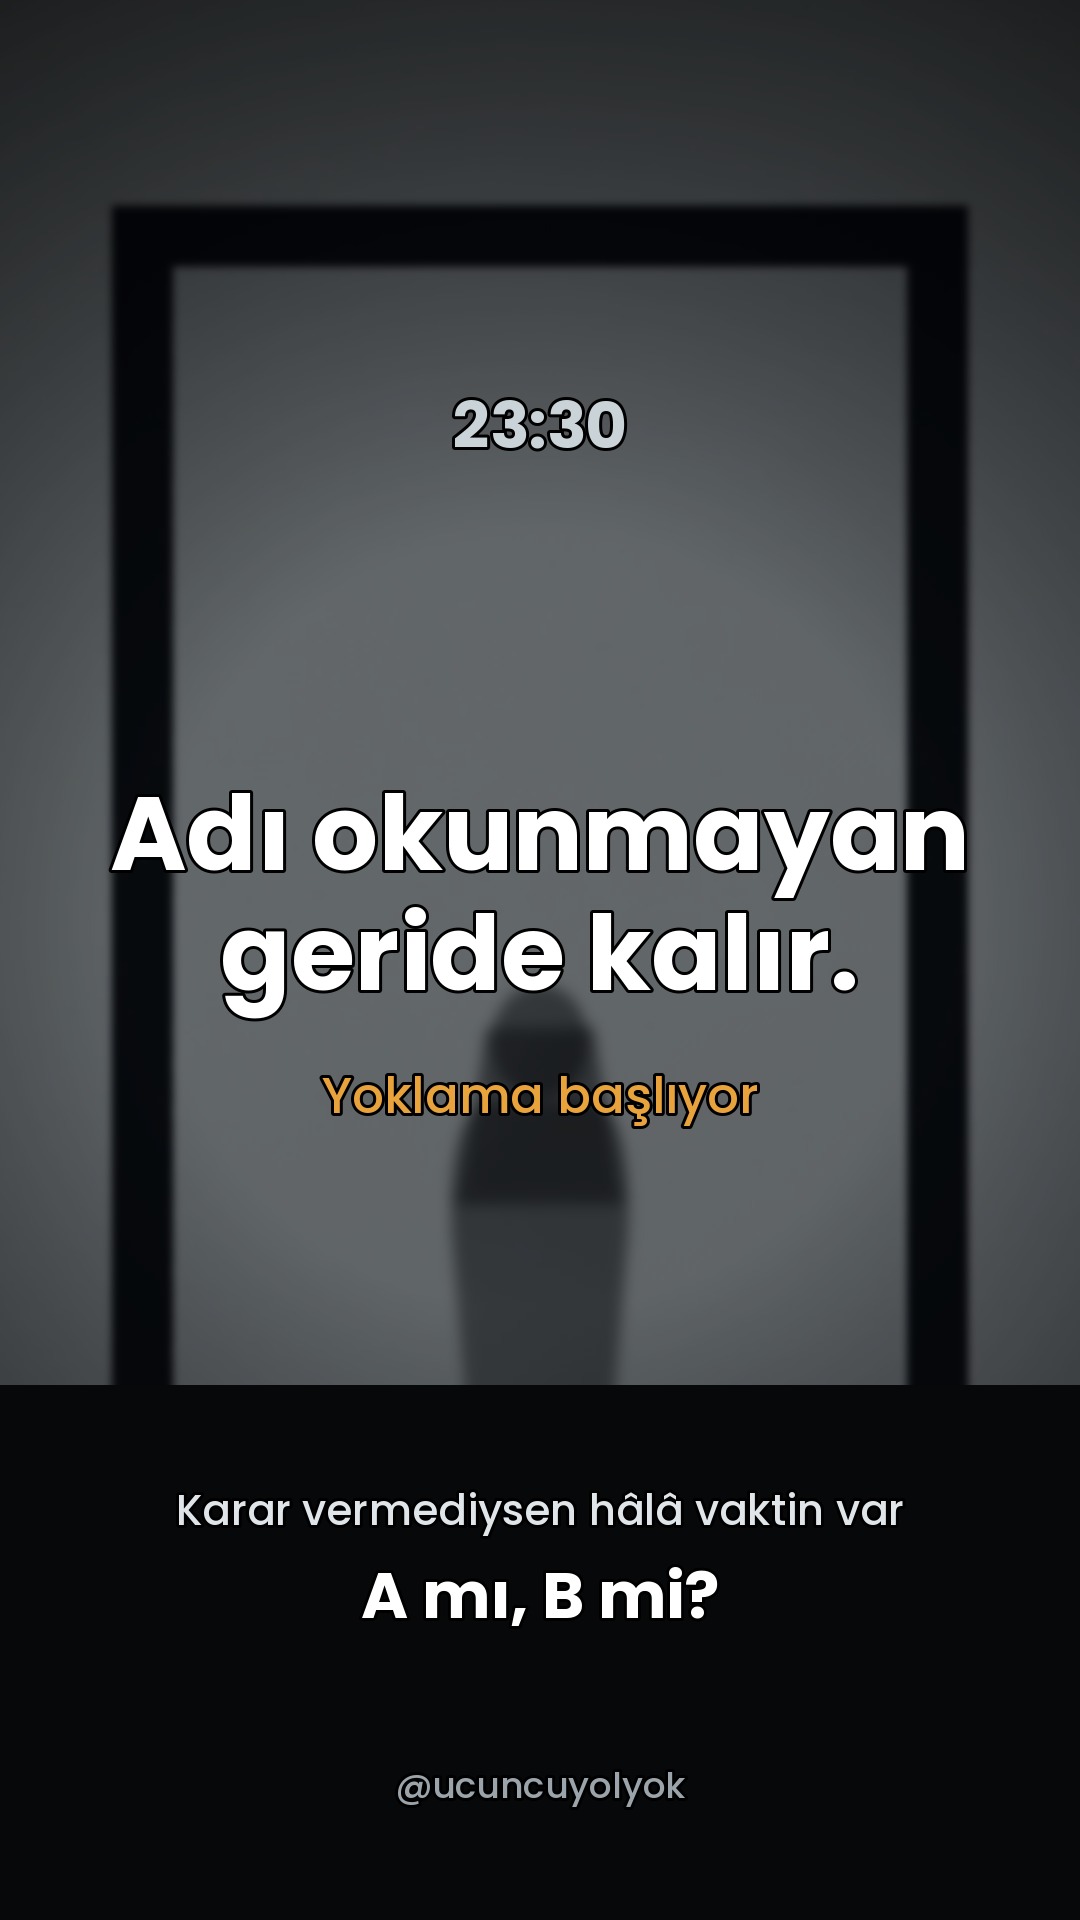 23:30
Adı okunmayan
geride kalır.
Yoklama başlıyor
Karar vermediysen hâlâ vaktin var
A mı, B mi?
@ucuncuyolyok